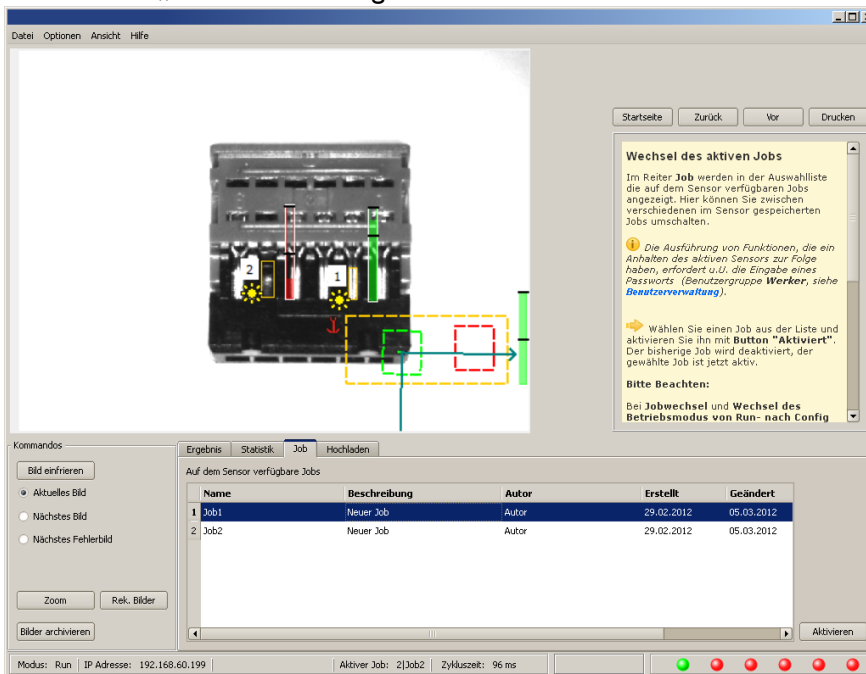 Datei Optionen Ansicht Hilfe
Startseite Zurück Vor Drucken
Wechsel des aktiven Jobs
Im Reiter Job werden in der Auswahlliste
die auf dem Sensor verfügbaren Jobs
angezeigt. Hier können Sie zwischen
verschiedenen im Sensor gespeicherten
Jobs umschalten.
Die Ausführung von Funktionen, die ein
Anhalten des aktiven Sensors zur Folge
haben, erfordert u.U. die Eingabe eines
Passworts (Benutzergruppe Werker, siehe
Benutzerverwaltung).
Wählen Sie einen Job aus der Liste und
aktivieren Sie ihn mit Button "Aktiviert".
Der bisherige Job wird deaktiviert, der
gewählte Job ist jetzt aktiv.
Bitte Beachten:
Bei Jobwechsel und Wechsel des
Betriebsmodus von Run- nach Config
2
1
Kommandos
Bild einfrieren
Aktuelles Bild
Nächstes Bild
Nächstes Fehlerbild
Zoom Rek. Bilder
Bilder archivieren
Ergebnis Statistik Job Hochladen
Auf dem Sensor verfügbare Jobs
Name Beschreibung Autor Erstellt Geändert
1 Job1 Neuer Job Autor 29.02.2012 05.03.2012
2 Job2 Neuer Job Autor 29.02.2012 05.03.2012
Aktivieren
Modus: Run IP Adresse: 192.168.60.199 Aktiver Job: 2|Job2 Zykluszeit: 96 ms